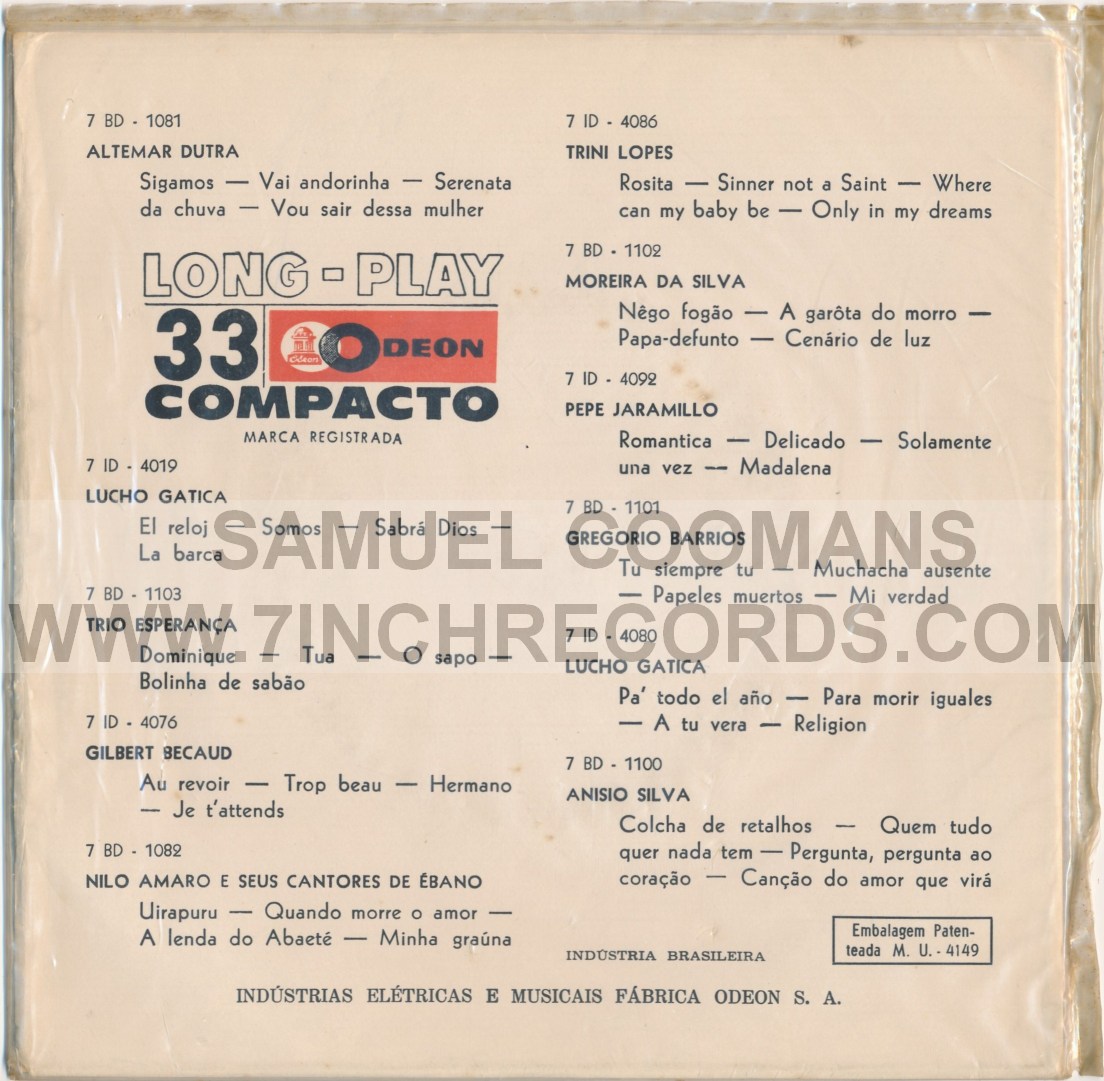 7 BD - 1081
ALTEMAR DUTRA
Sigamos — Vai andorinha — Serenata
da chuva — Vou sair dessa mulher
LONG - PLAY
33 Odeon ODEON
COMPACTO
MARCA REGISTRADA
7 ID - 4019
LUCHO GATICA
El reloj — Somos — Sabrá Dios —
La barca
7 BD - 1103
TRIO ESPERANÇA
Dominique — Tua — O sapo —
Bolinha de sabão
7 ID - 4076
GILBERT BECAUD
Au revoir — Trop beau — Hermano
— Je t'attends
7 BD - 1082
NILO AMARO E SEUS CANTORES DE ÉBANO
Uirapuru — Quando morre o amor —
A lenda do Abaeté — Minha graúna
7 ID - 4086
TRINI LOPES
Rosita — Sinner not a Saint — Where
can my baby be — Only in my dreams
7 BD - 1102
MOREIRA DA SILVA
Nêgo fogão — A garôta do morro —
Papa-defunto — Cenário de luz
7 ID - 4092
PEPE JARAMILLO
Romantica — Delicado — Solamente
una vez — Madalena
7 BD - 1101
GREGORIO BARRIOS
Tu siempre tu — Muchacha ausente
— Papeles muertos — Mi verdad
7 ID - 4080
LUCHO GATICA
Pa' todo el año — Para morir iguales
— A tu vera — Religion
7 BD - 1100
ANISIO SILVA
Colcha de retalhos — Quem tudo
quer nada tem — Pergunta, pergunta ao
coração — Canção do amor que virá
Embalagem Paten-
teada M. U. - 4149
INDÚSTRIA BRASILEIRA
INDÚSTRIAS ELÉTRICAS E MUSICAIS FÁBRICA ODEON S. A.
SAMUEL COOMANS
WWW.7INCHRECORDS.COM